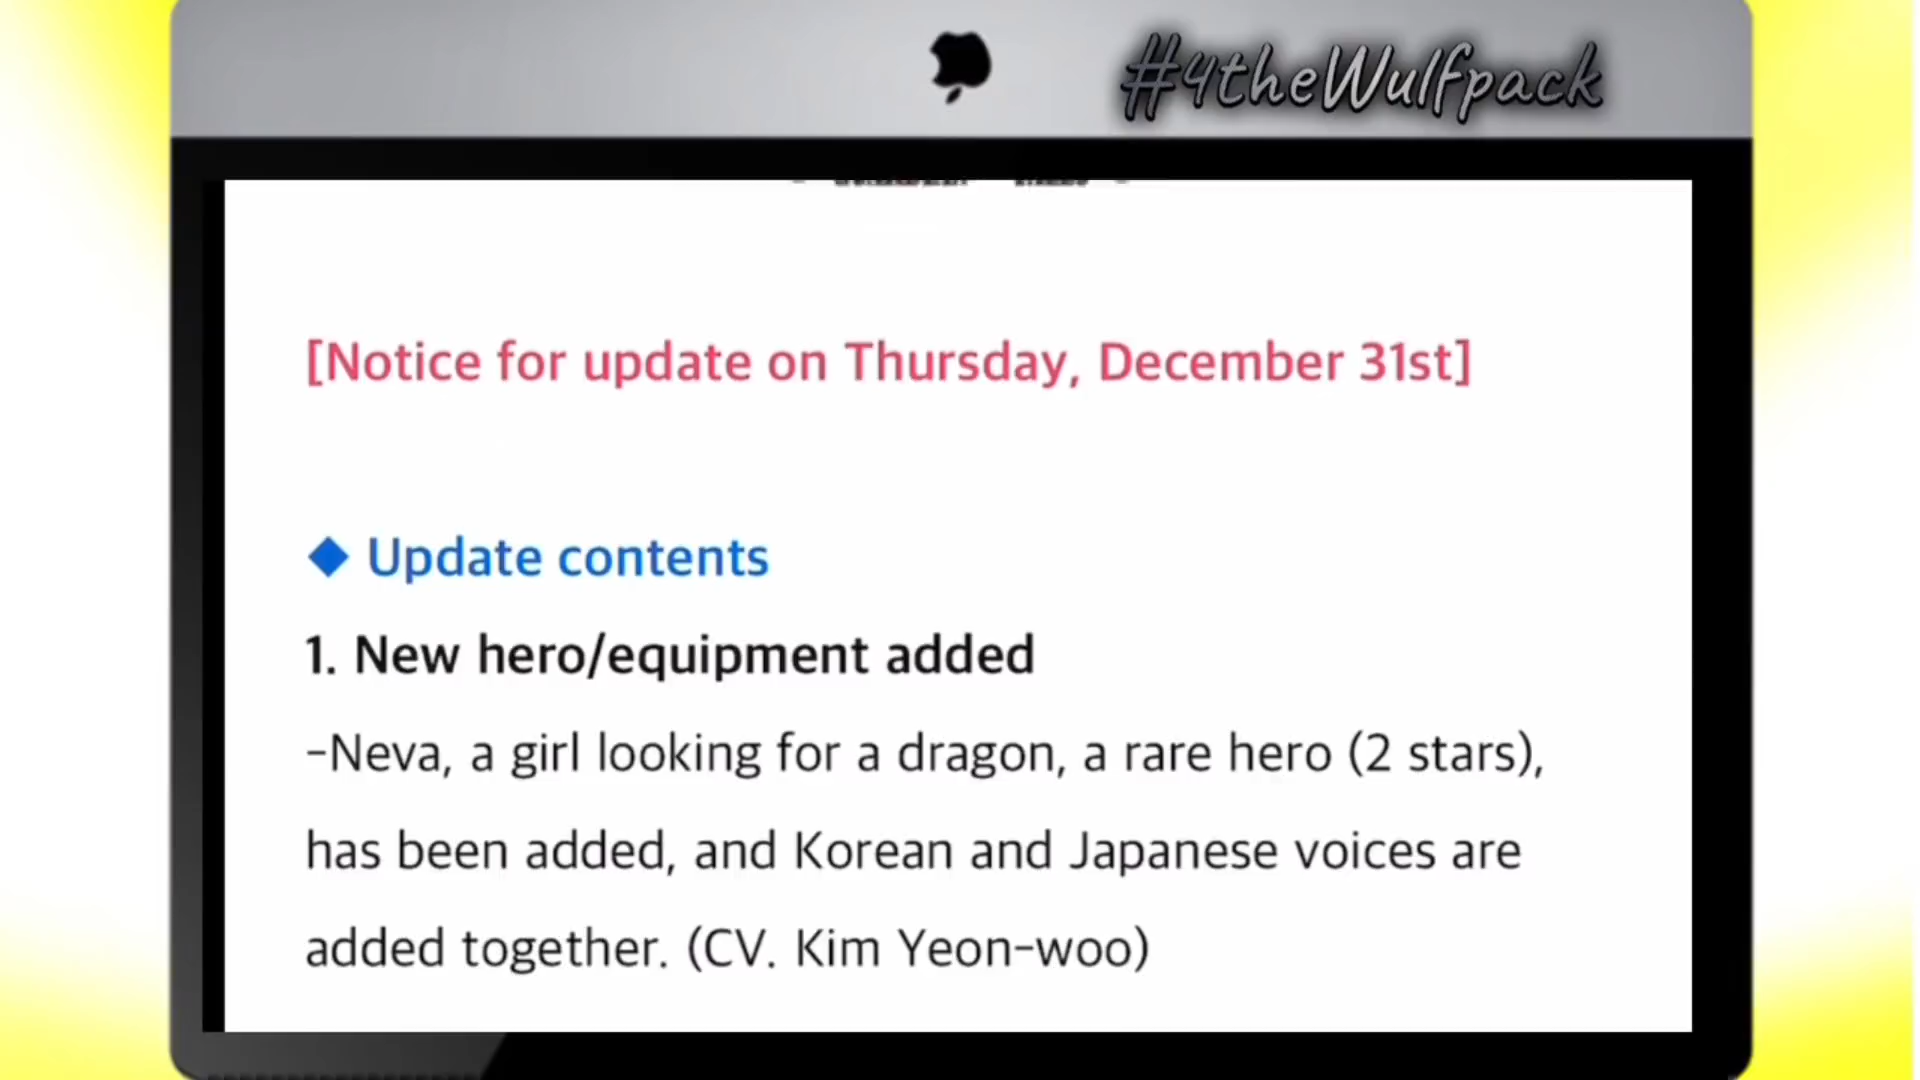 #4theWulfpack
[Notice for update on Thursday, December 31st]
◆ Update contents
1. New hero/equipment added
-Neva, a girl looking for a dragon, a rare hero (2 stars),
has been added, and Korean and Japanese voices are
added together. (CV. Kim Yeon-woo)